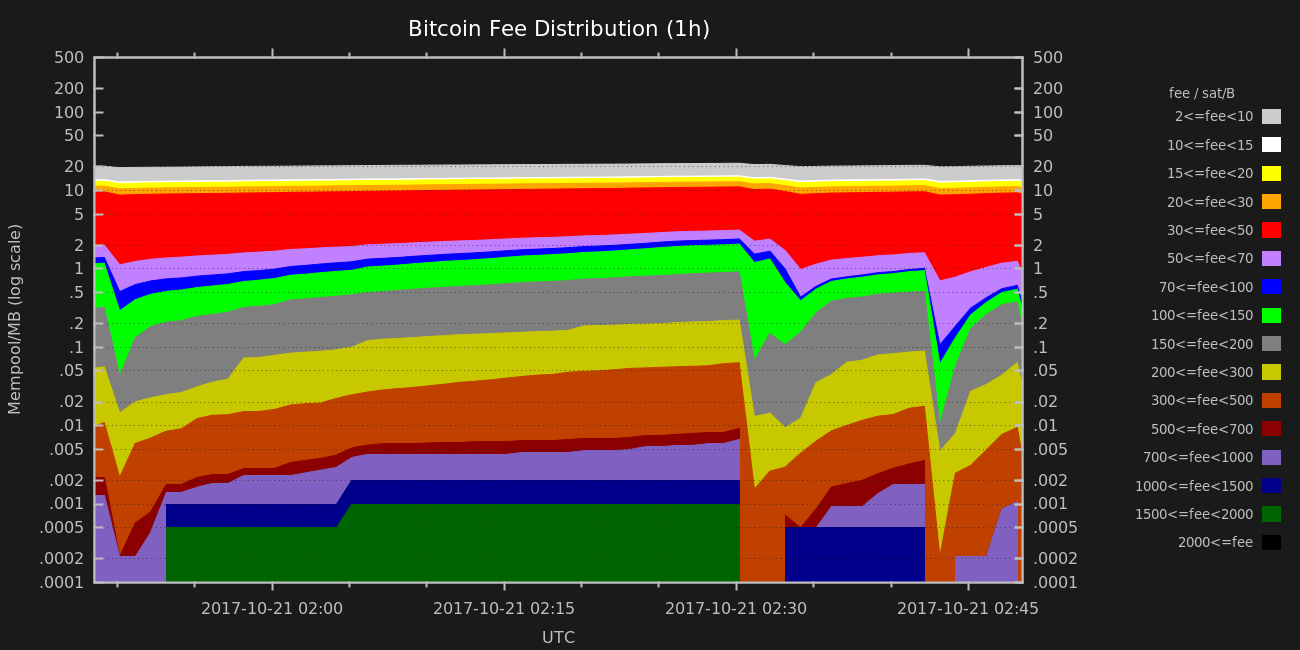 Bitcoin Fee Distribution (1h)
Mempool/MB (log scale)
500
200
100
50
20
10
5
2
1
.5
.2
.1
.05
.02
.01
.005
.002
.001
.0005
.0002
.0001
500
200
100
50
20
10
5
2
1
.5
.2
.1
.05
.02
.01
.005
.002
.001
.0005
.0002
.0001
2017-10-21 02:00
2017-10-21 02:15
2017-10-21 02:30
2017-10-21 02:45
UTC
fee / sat/B
2<=fee<10
10<=fee<15
15<=fee<20
20<=fee<30
30<=fee<50
50<=fee<70
70<=fee<100
100<=fee<150
150<=fee<200
200<=fee<300
300<=fee<500
500<=fee<700
700<=fee<1000
1000<=fee<1500
1500<=fee<2000
2000<=fee